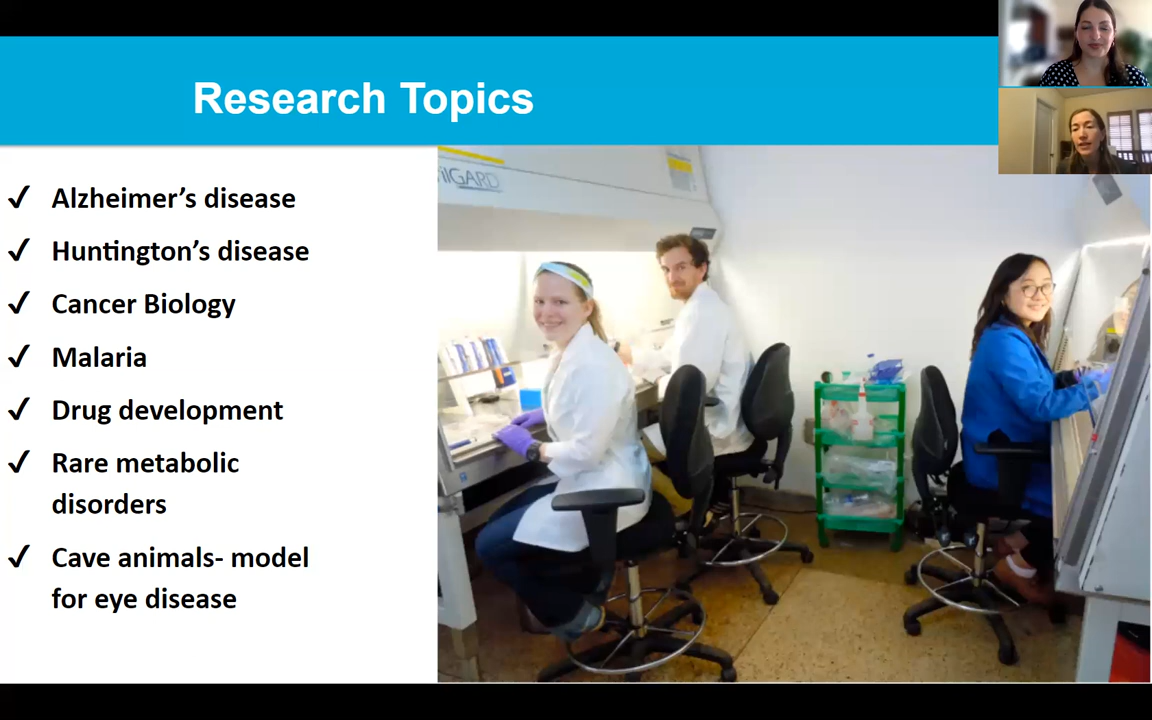 Research Topics
✓ Alzheimer’s disease
✓ Huntington’s disease
✓ Cancer Biology
✓ Malaria
✓ Drug development
✓ Rare metabolic
disorders
✓ Cave animals- model
for eye disease
GARD